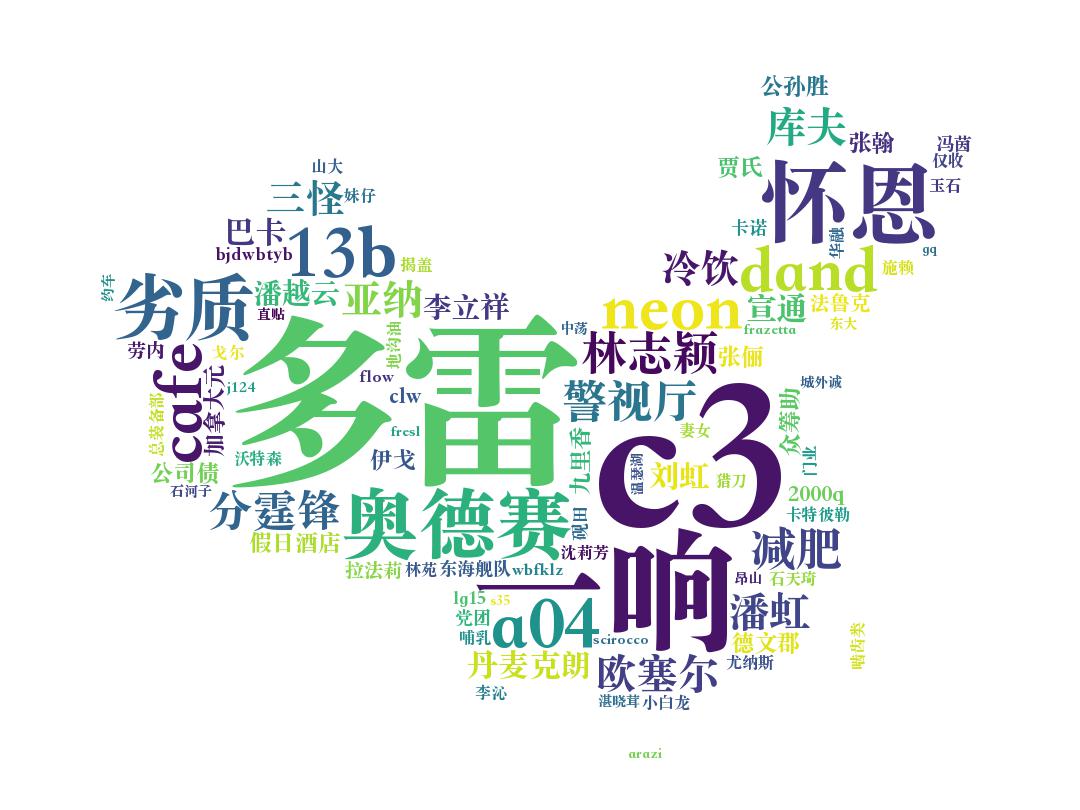 公孙胜
库夫
张翰
冯茵
仅收
山大
贾氏
怀恩
玉石
三怪
妹仔
巴卡
卡诺
华融
bjdwbtyb
13b
揭盖
冷饮
dand
施赖
gq
约车
劣质
潘越云
亚纳
李立祥
neon
宣通
法鲁克
直贴
东大
中荡
frazetta
地沟油
多雷
劳内
戈尔
林志颖
张俪
cafe
加拿大元
j124
flow
clw
警视厅
城外诚
c3
众筹助
总装备部
fresl
妻女
九里香
沃特森
伊戈
门业
公司债
温瑟湖
刘虹
猎刀
石河子
2000q
分霆锋
奥德赛
砚田
卡特彼勒
假日酒店
沈莉芳
减肥
拉法莉
林苑
东海舰队
wbfklz
一响
昂山
石天琦
lg15
s35
党团
a04
潘虹
哺乳
scirocco
德文郡
啮齿类
丹麦克朗
欧塞尔
尤纳斯
李沁
湛晓茸
小白龙
arazi